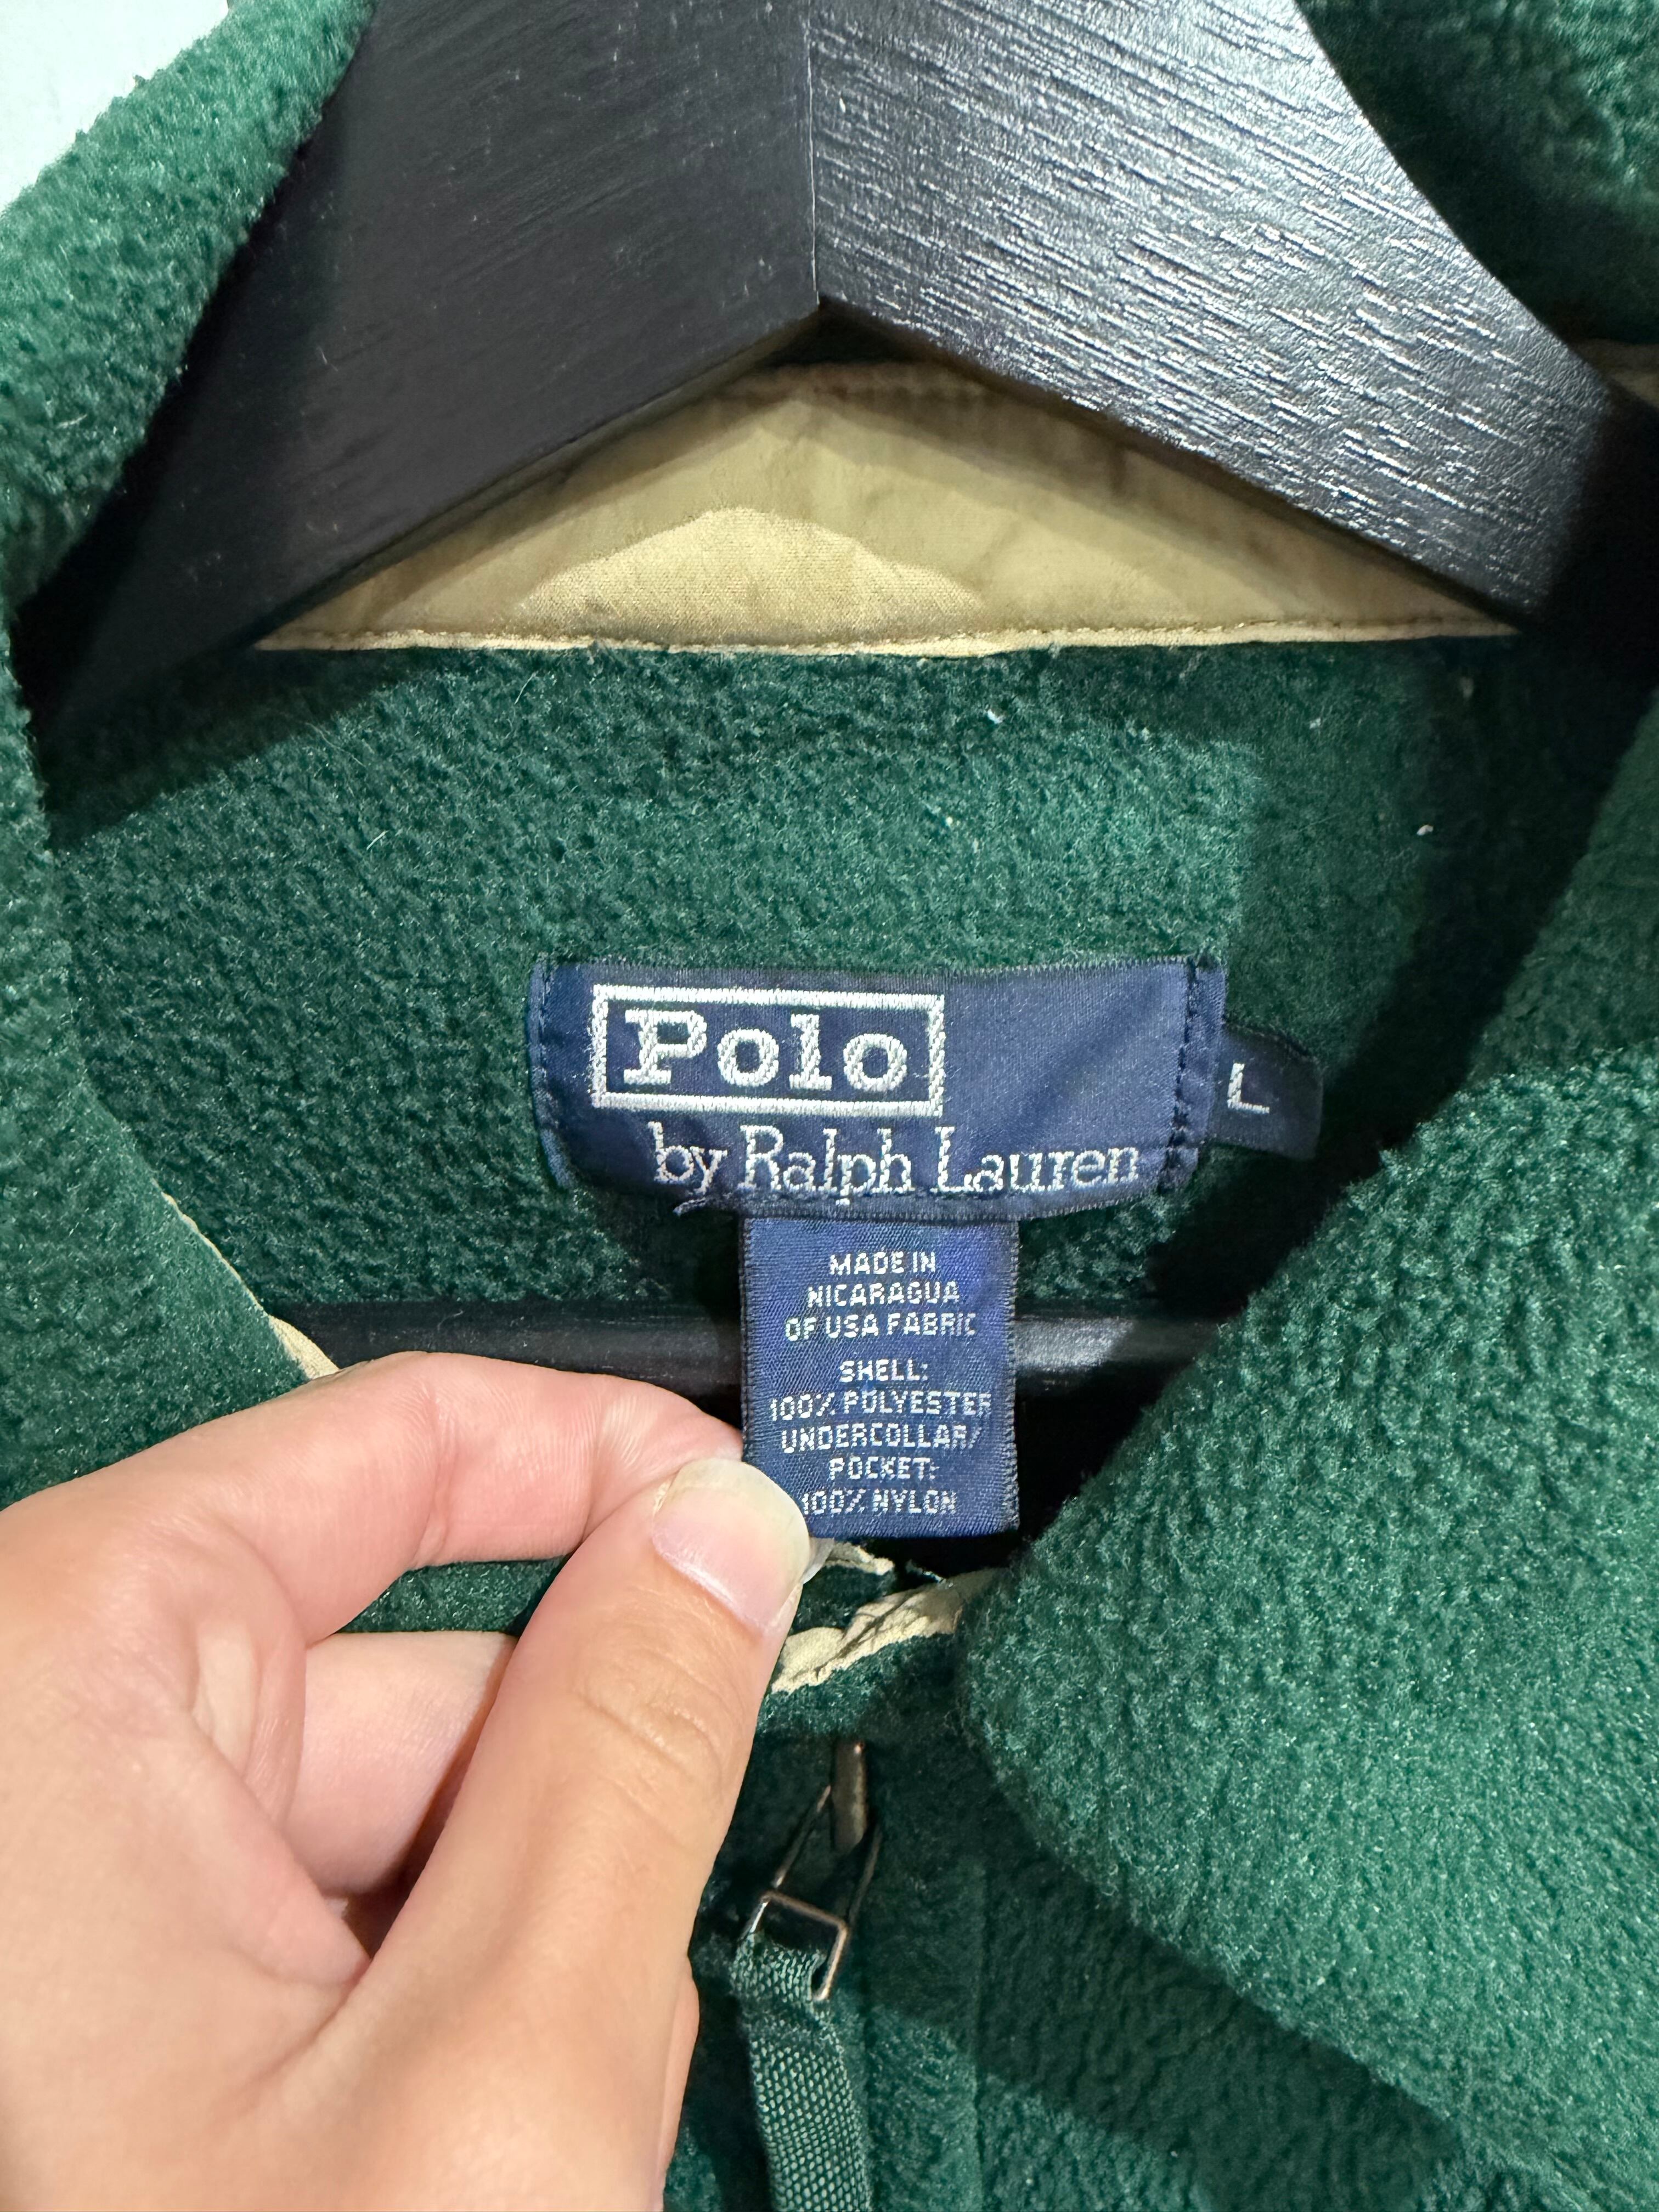 Polo
by Ralph Lauren
L
MADE IN
NICARAGUA
OF USA FABRIC
SHELL:
100% POLYESTER
UNDERCOLLAR/
POCKET:
100% NYLON